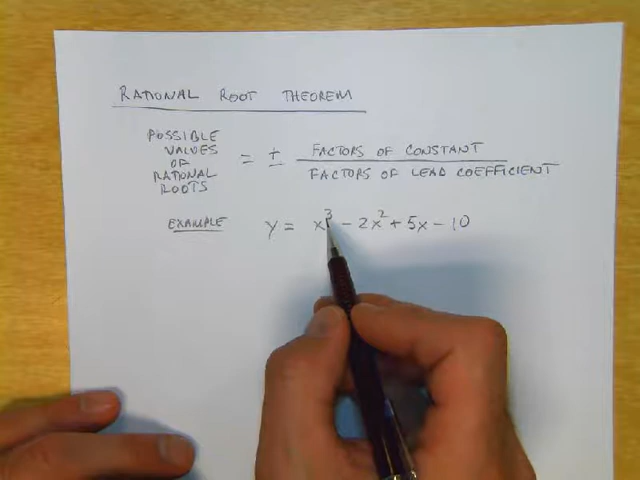 RATIONAL ROOT THEOREM
POSSIBLE
VALUES
OF
RATIONAL
ROOTS
= ± FACTORS OF CONSTANT
FACTORS OF LEAD COEFFICIENT
EXAMPLE y = x³ - 2x² + 5x - 10